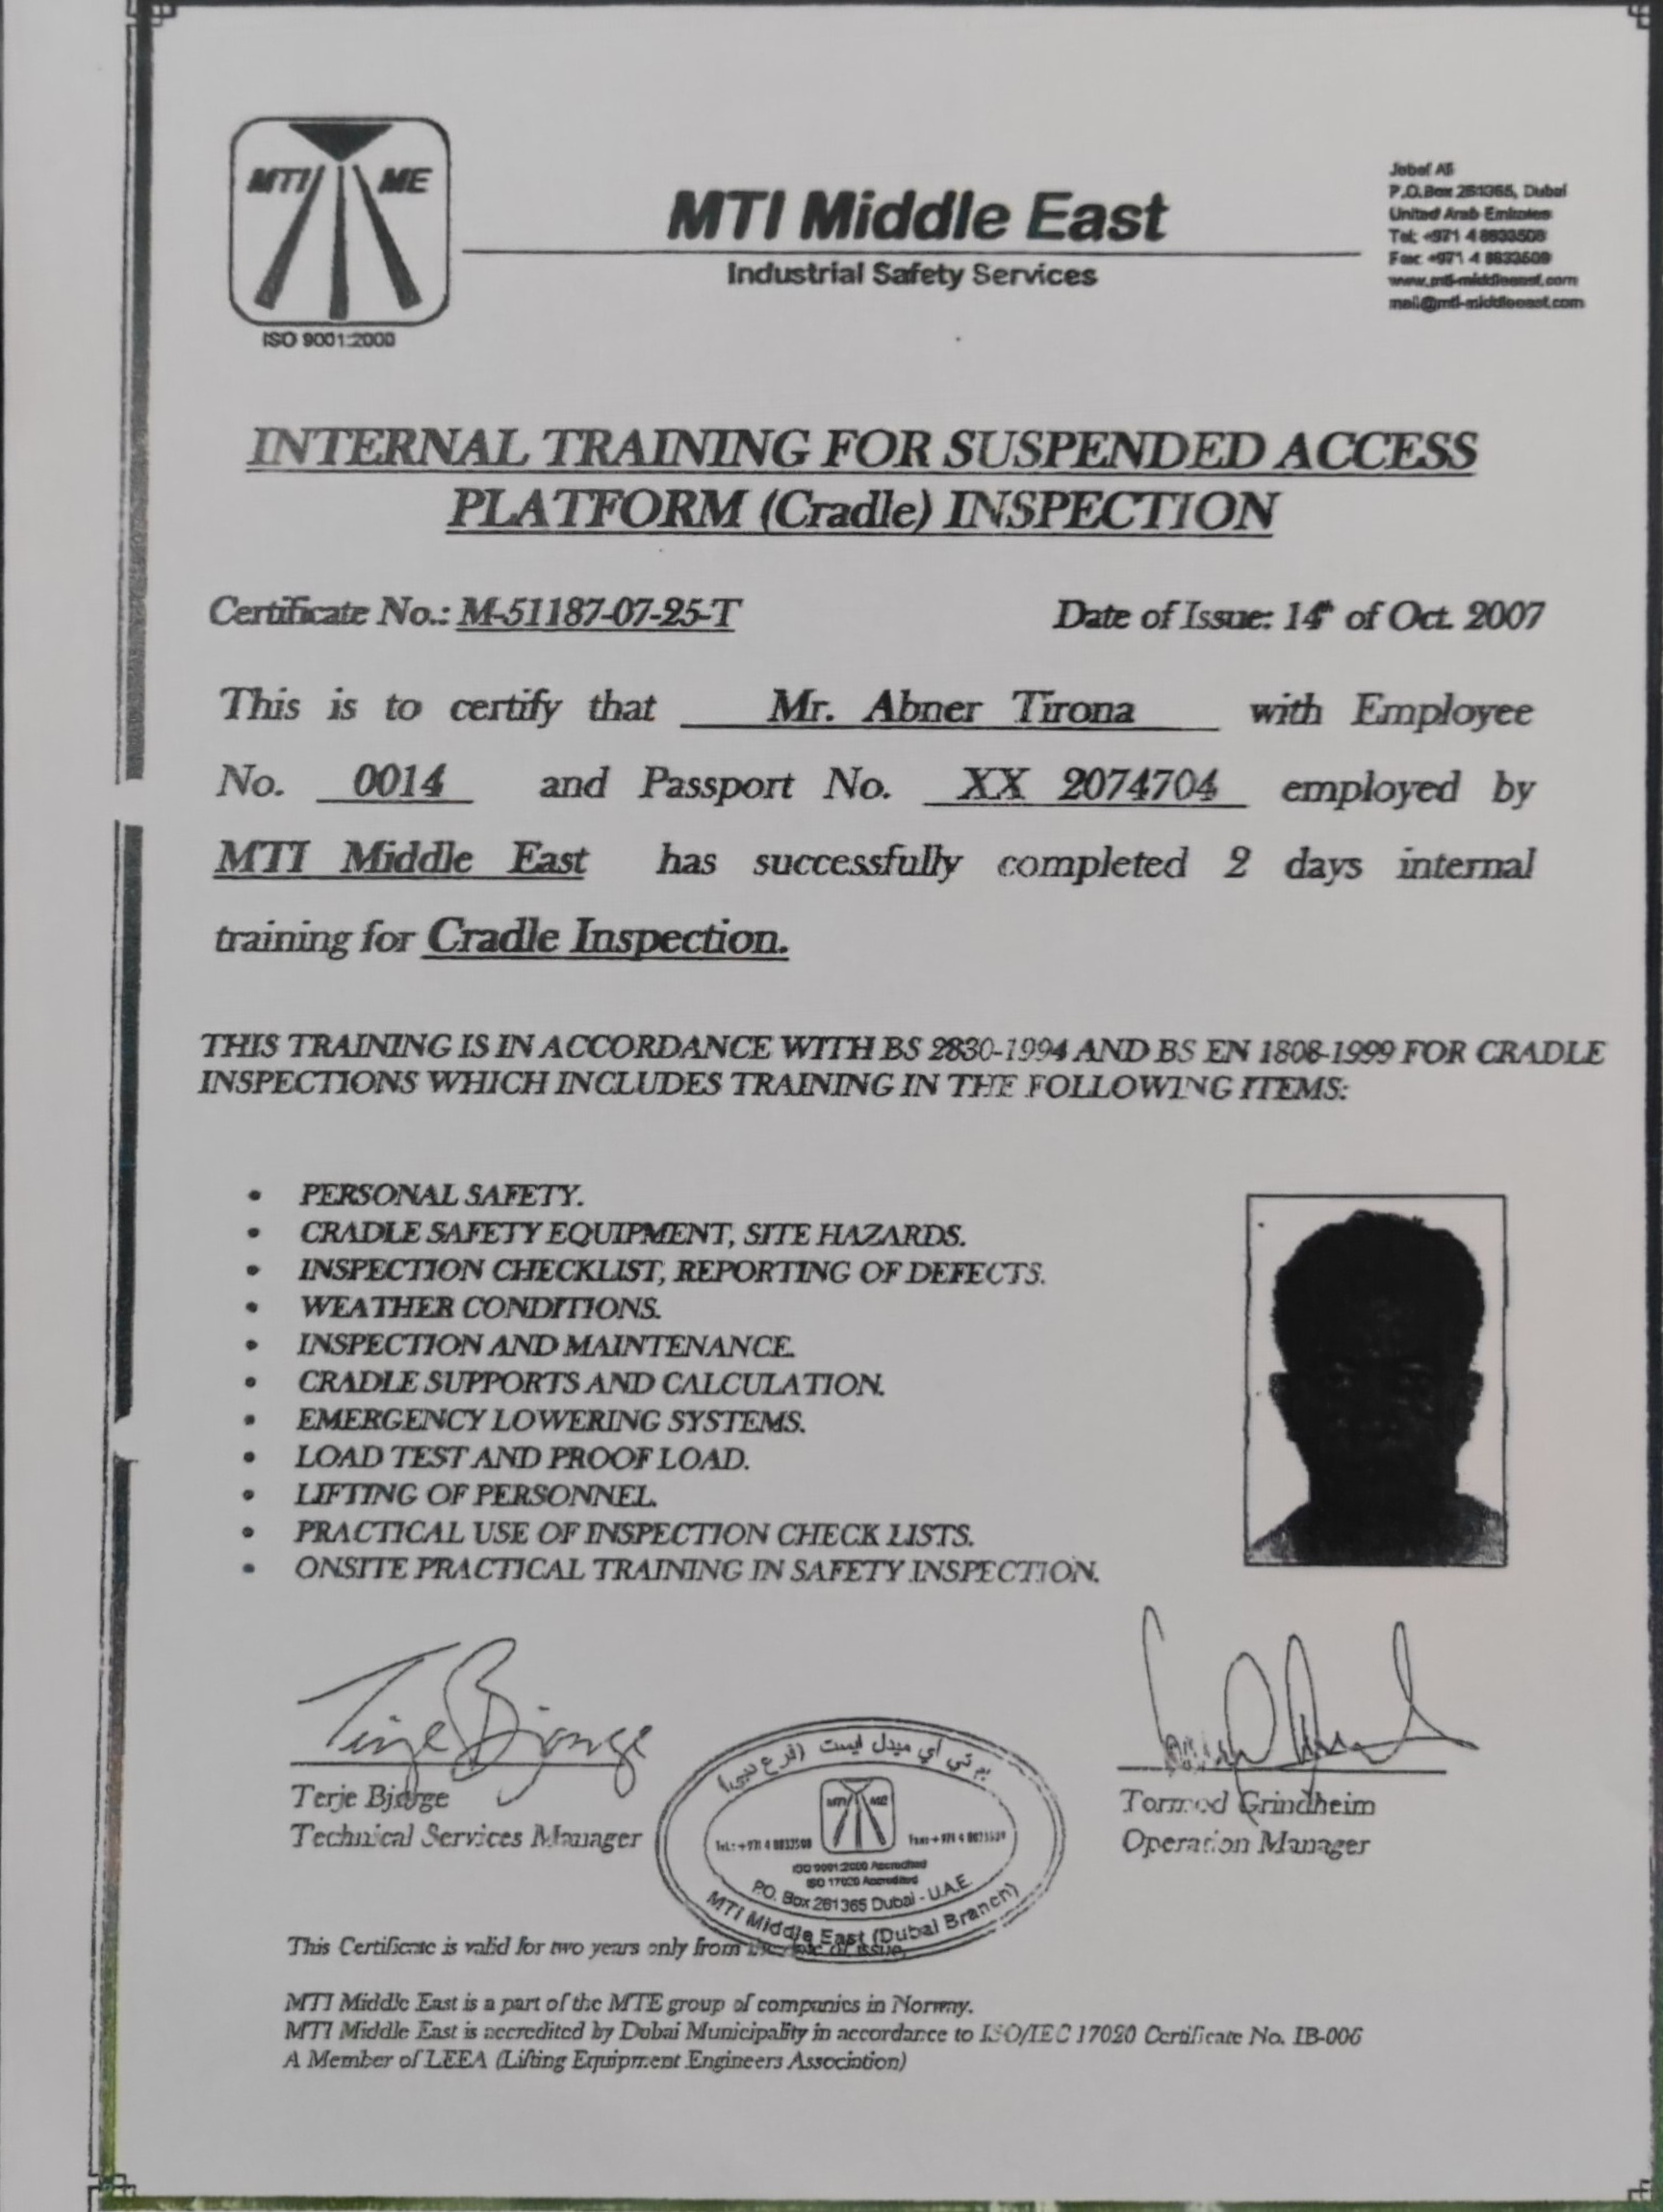 MTI ME
ISO 9001:2000
MTI Middle East
Industrial Safety Services
Jebel Ali
P.O.Box 261365, Dubai
United Arab Emirates
Tel: +971 4 8833508
Fax: +971 4 8833509
www.mti-middleeast.com
mail@mti-middleeast.com
INTERNAL TRAINING FOR SUSPENDED ACCESS
PLATFORM (Cradle) INSPECTION
Certificate No.: M-51187-07-25-T Date of Issue: 14th of Oct. 2007
This is to certify that Mr. Abner Tirona with Employee
No. 0014 and Passport No. XX 2074704 employed by
MTI Middle East has successfully completed 2 days internal
training for Cradle Inspection.
THIS TRAINING IS IN ACCORDANCE WITH BS 2830-1994 AND BS EN 1808-1999 FOR CRADLE
INSPECTIONS WHICH INCLUDES TRAINING IN THE FOLLOWING ITEMS:
• PERSONAL SAFETY.
• CRADLE SAFETY EQUIPMENT, SITE HAZARDS.
• INSPECTION CHECKLIST, REPORTING OF DEFECTS.
• WEATHER CONDITIONS.
• INSPECTION AND MAINTENANCE.
• CRADLE SUPPORTS AND CALCULATION.
• EMERGENCY LOWERING SYSTEMS.
• LOAD TEST AND PROOF LOAD.
• LIFTING OF PERSONNEL.
• PRACTICAL USE OF INSPECTION CHECK LISTS.
• ONSITE PRACTICAL TRAINING IN SAFETY INSPECTION.
Terje Bjørge
Technical Services Manager
Tormod Grindheim
Operation Manager
إم تي أي ميدل ايست (فرع دبي)
MTI ME
Tel.: +971 4 8833508
ISO 9001:2000 Accredited
ISO 17020 Accredited
P.O. Box 261365 Dubai - U.A.E.
MTI Middle East (Dubai Branch)
This Certificate is valid for two years only from the date of issue.
MTI Middle East is a part of the MTE group of companies in Norway.
MTI Middle East is accredited by Dubai Municipality in accordance to ISO/IEC 17020 Certificate No. IB-006
A Member of LEEA (Lifting Equipment Engineers Association)